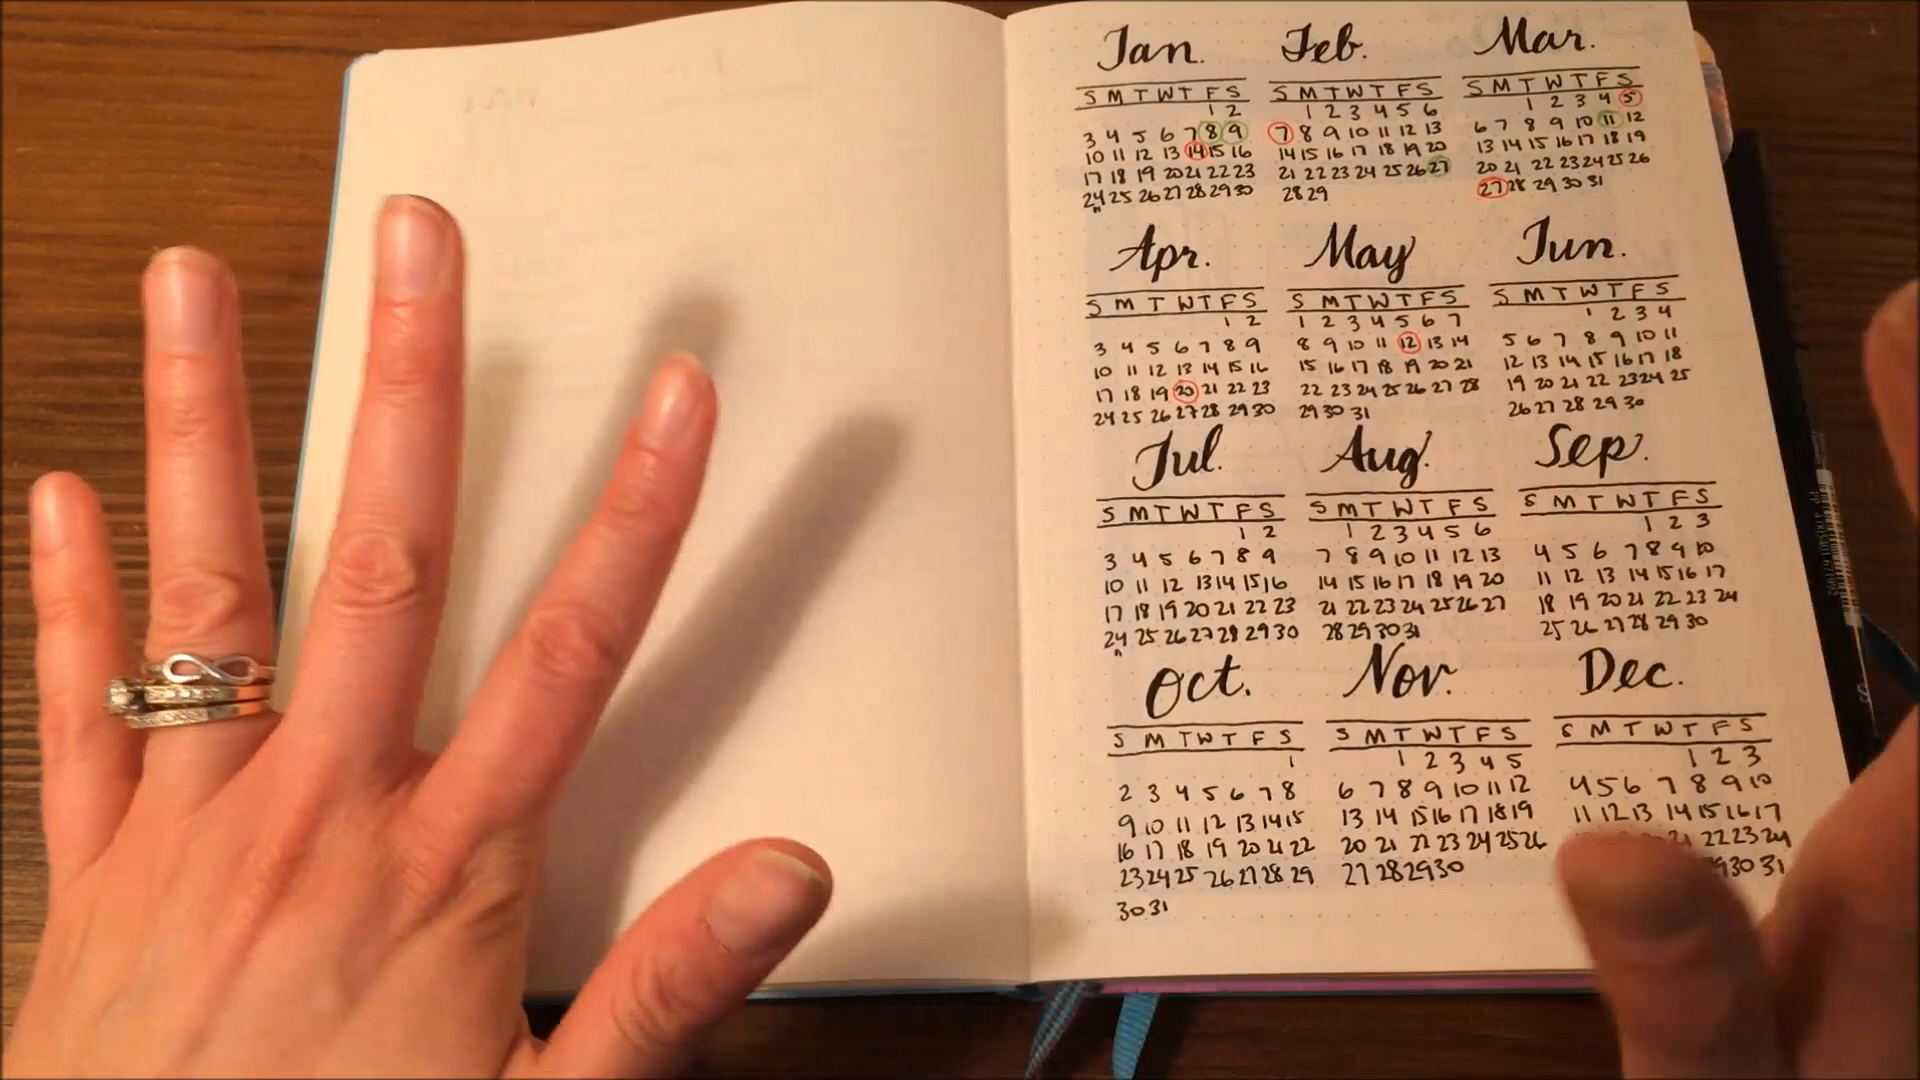 Jan. Feb. Mar.
S M T W T F S S M T W T F S S M T W T F S
1 2 1 2 3 4 5 6 1 2 3 4 5
3 4 5 6 7 8 9 7 8 9 10 11 12 13 6 7 8 9 10 11 12
10 11 12 13 14 15 16 14 15 16 17 18 19 20 13 14 15 16 17 18 19
17 18 19 20 21 22 23 21 22 23 24 25 26 27 20 21 22 23 24 25 26
24 25 26 27 28 29 30 28 29 27 28 29 30 31
Apr. May Jun.
S M T W T F S S M T W T F S S M T W T F S
1 2 1 2 3 4 5 6 7 1 2 3 4
3 4 5 6 7 8 9 8 9 10 11 12 13 14 5 6 7 8 9 10 11
10 11 12 13 14 15 16 15 16 17 18 19 20 21 12 13 14 15 16 17 18
17 18 19 20 21 22 23 22 23 24 25 26 27 28 19 20 21 22 23 24 25
24 25 26 27 28 29 30 29 30 31 26 27 28 29 30
Jul. Aug. Sep.
S M T W T F S S M T W T F S S M T W T F S
1 2 1 2 3 4 5 6 1 2 3
3 4 5 6 7 8 9 7 8 9 10 11 12 13 4 5 6 7 8 9 10
10 11 12 13 14 15 16 14 15 16 17 18 19 20 11 12 13 14 15 16 17
17 18 19 20 21 22 23 21 22 23 24 25 26 27 18 19 20 21 22 23 24
24 25 26 27 28 29 30 28 29 30 31 25 26 27 28 29 30
Oct. Nov. Dec.
S M T W T F S S M T W T F S S M T W T F S
1 1 2 3 4 5 1 2 3
2 3 4 5 6 7 8 6 7 8 9 10 11 12 4 5 6 7 8 9 10
9 10 11 12 13 14 15 13 14 15 16 17 18 19 11 12 13 14 15 16 17
16 17 18 19 20 21 22 20 21 22 23 24 25 26 21 22 23 24
23 24 25 26 27 28 29 27 28 29 30 30 31
30 31